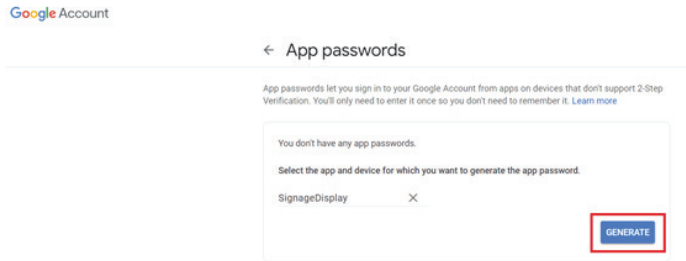 Google Account
← App passwords
App passwords let you sign in to your Google Account from apps on devices that don't support 2-Step
Verification. You'll only need to enter it once so you don't need to remember it. Learn more
You don't have any app passwords.
Select the app and device for which you want to generate the app password.
SignageDisplay
GENERATE